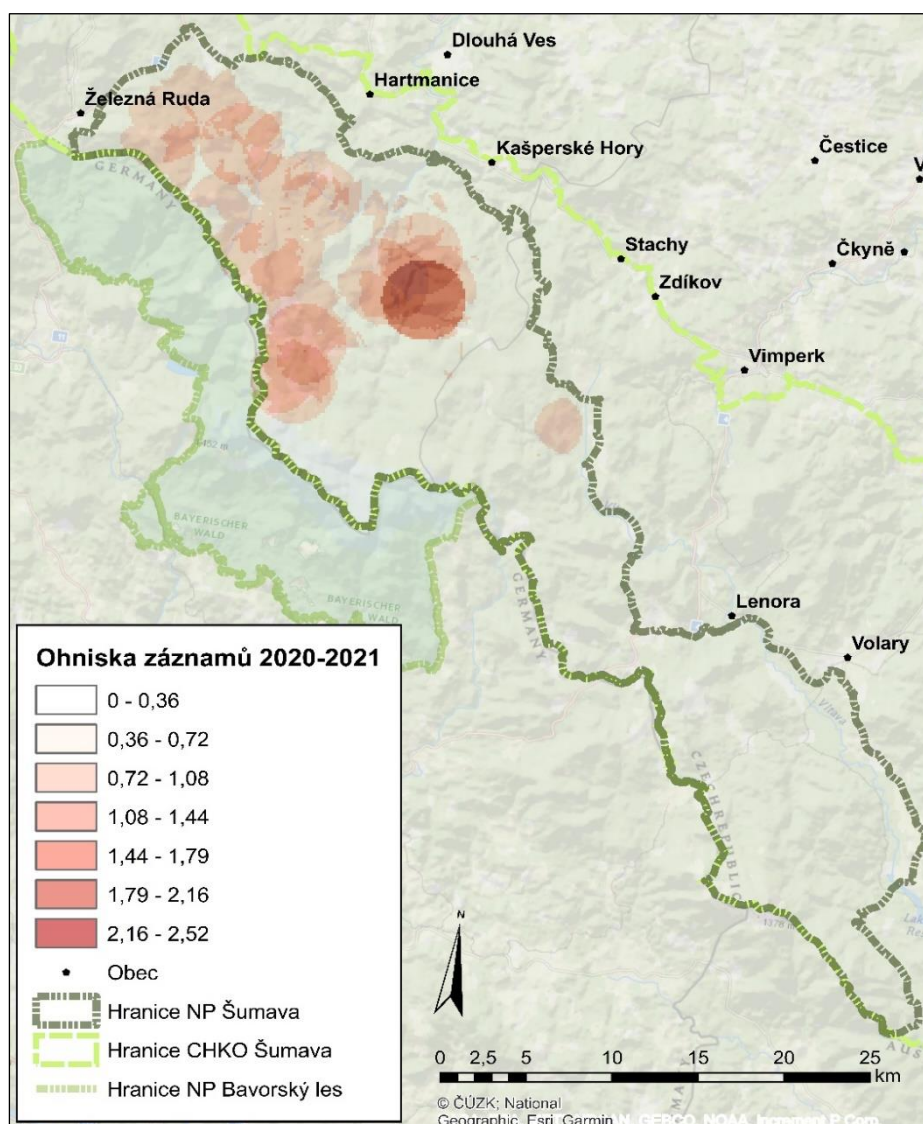 Dlouhá Ves
Hartmanice
Železná Ruda
Kašperské Hory
Čestice
V
Stachy
Čkyně
Zdíkov
Vimperk
GERMANY
1452 m
BAYERISCHER
WALD
BAYERISCHER
WALD
GERMANY
Lenora
Volary
Vltava
CZECH REPUBLIC
1378 m
Ohniska záznamů 2020-2021
0 - 0,36
0,36 - 0,72
0,72 - 1,08
1,08 - 1,44
1,44 - 1,79
1,79 - 2,16
2,16 - 2,52
Obec
Hranice NP Šumava
Hranice CHKO Šumava
Hranice NP Bavorský les
N
0 2,5 5 10 15 20 25
km
© ČÚZK; National
Geographic, Esri, Garmin, GEBCO, NOAA, Increment P Corp.